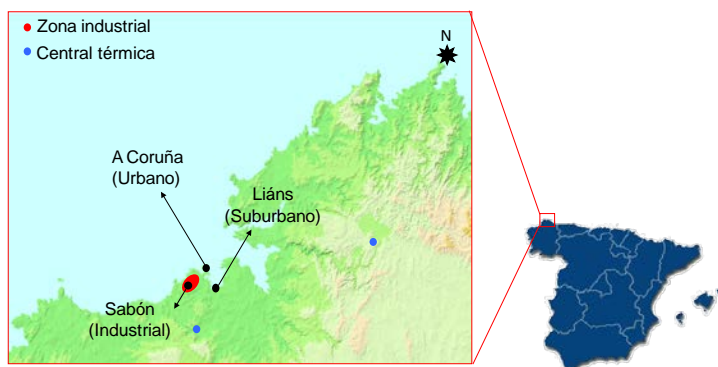 Zona industrial
Central térmica
N
A Coruña
(Urbano)
Liáns
(Suburbano)
Sabón
(Industrial)